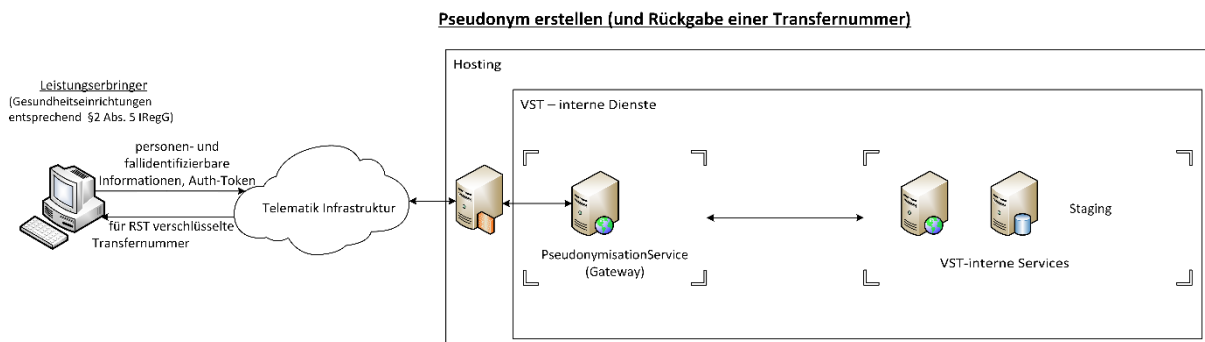 Pseudonym erstellen (und Rückgabe einer Transfernummer)
Hosting
VST – interne Dienste
Leistungserbringer
(Gesundheitseinrichtungen
entsprechend §2 Abs. 5 IRegG)
personen- und
fallidentifizierbare
Informationen, Auth-Token
für RST verschlüsselte
Transfernummer
Telematik Infrastruktur
PseudonymisationService
(Gateway)
Staging
VST-interne Services